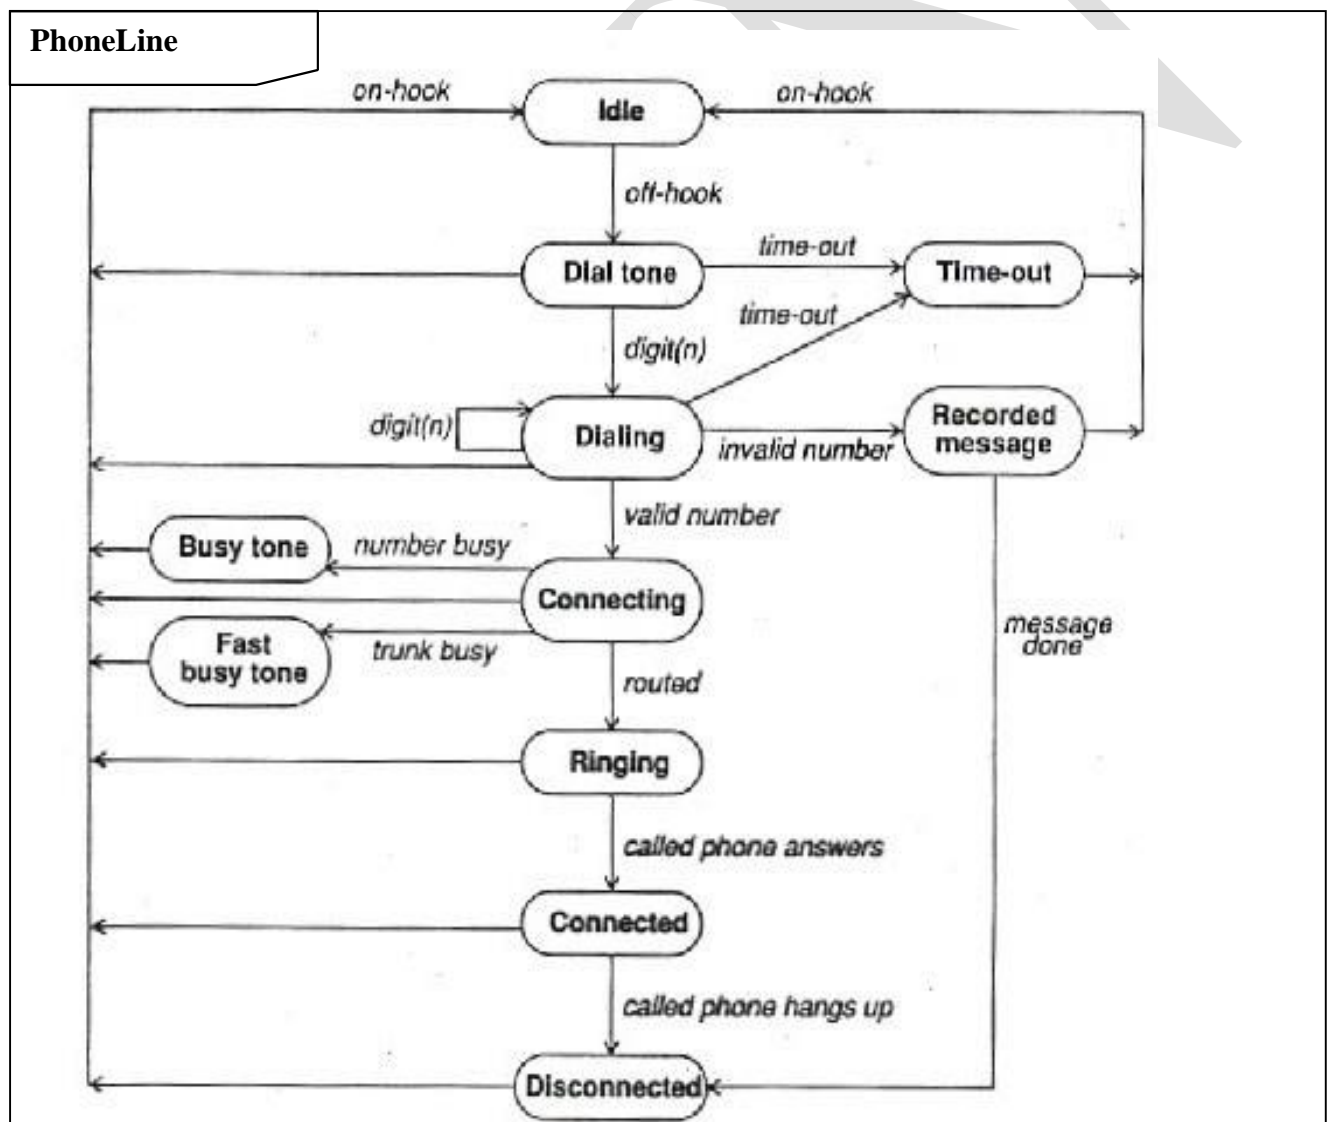 PhoneLine
on-hook
Idle
on-hook
off-hook
Dial tone
time-out
Time-out
time-out
digit(n)
digit(n)
Dialing
invalid number
Recorded
message
valid number
Busy tone
number busy
Connecting
Fast
busy tone
trunk busy
message
done
routed
Ringing
called phone answers
Connected
called phone hangs up
Disconnected